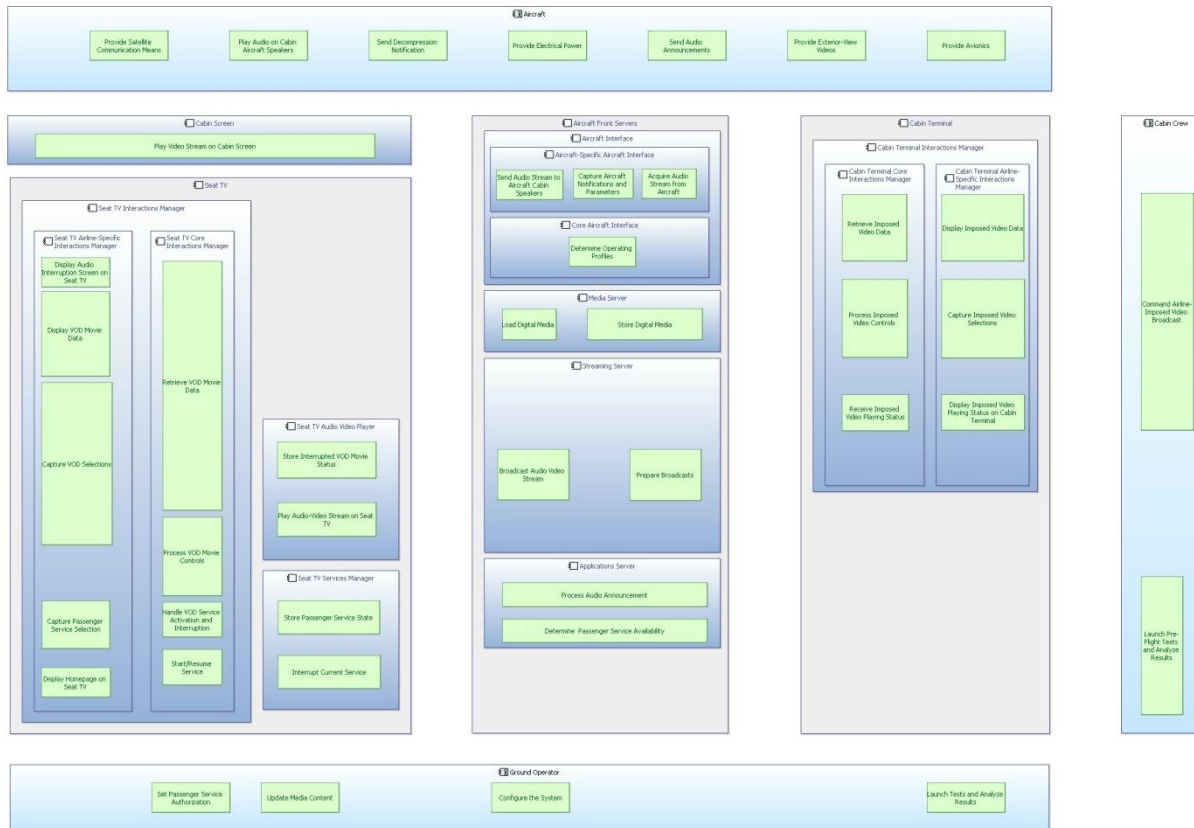 Aircraft
Provide Satellite
Communication Means
Play Audio on Cabin
Aircraft Speakers
Send Decompression
Notification
Provide Electrical Power
Send Audio
Announcements
Provide Exterior-View
Videos
Provide Avionics
Cabin Screen
Play Video Stream on Cabin Screen
Seat TV
Seat TV Interactions Manager
Seat TV Airline-Specific
Interactions Manager
Display Audio
Interruption Screen on
Seat TV
Display VOD Movie
Data
Capture VOD Selections
Capture Passenger
Service Selection
Display Homepage on
Seat TV
Seat TV Core
Interactions Manager
Retrieve VOD Movie
Data
Process VOD Movie
Controls
Handle VOD Service
Activation and
Interruption
Start/Resume
Service
Seat TV Audio Video Player
Store Interrupted VOD Movie
Status
Play Audio-Video Stream on Seat
TV
Seat TV Services Manager
Store Passenger Service State
Interrupt Current Service
Aircraft Front Servers
Aircraft Interface
Aircraft-Specific Aircraft Interface
Send Audio Stream to
Aircraft Cabin
Speakers
Capture Aircraft
Notifications and
Parameters
Acquire Audio
Stream from
Aircraft
Core Aircraft Interface
Determine Operating
Profiles
Media Server
Load Digital Media
Store Digital Media
Streaming Server
Broadcast Audio Video
Stream
Prepare Broadcasts
Applications Server
Process Audio Announcement
Determine Passenger Service Availability
Cabin Terminal
Cabin Terminal Interactions Manager
Cabin Terminal Core
Interactions Manager
Retrieve Imposed
Video Data
Process Imposed
Video Controls
Receive Imposed
Video Playing Status
Cabin Terminal Airline-
Specific Interactions
Manager
Display Imposed Video Data
Capture Imposed Video
Selections
Display Imposed Video
Playing Status on Cabin
Terminal
Cabin Crew
Command Airline-
Imposed Video
Broadcast
Launch Pre-
Flight Tests
and Analyze
Results
Ground Operator
Set Passenger Service
Authorization
Update Media Content
Configure the System
Launch Tests and Analyze
Results